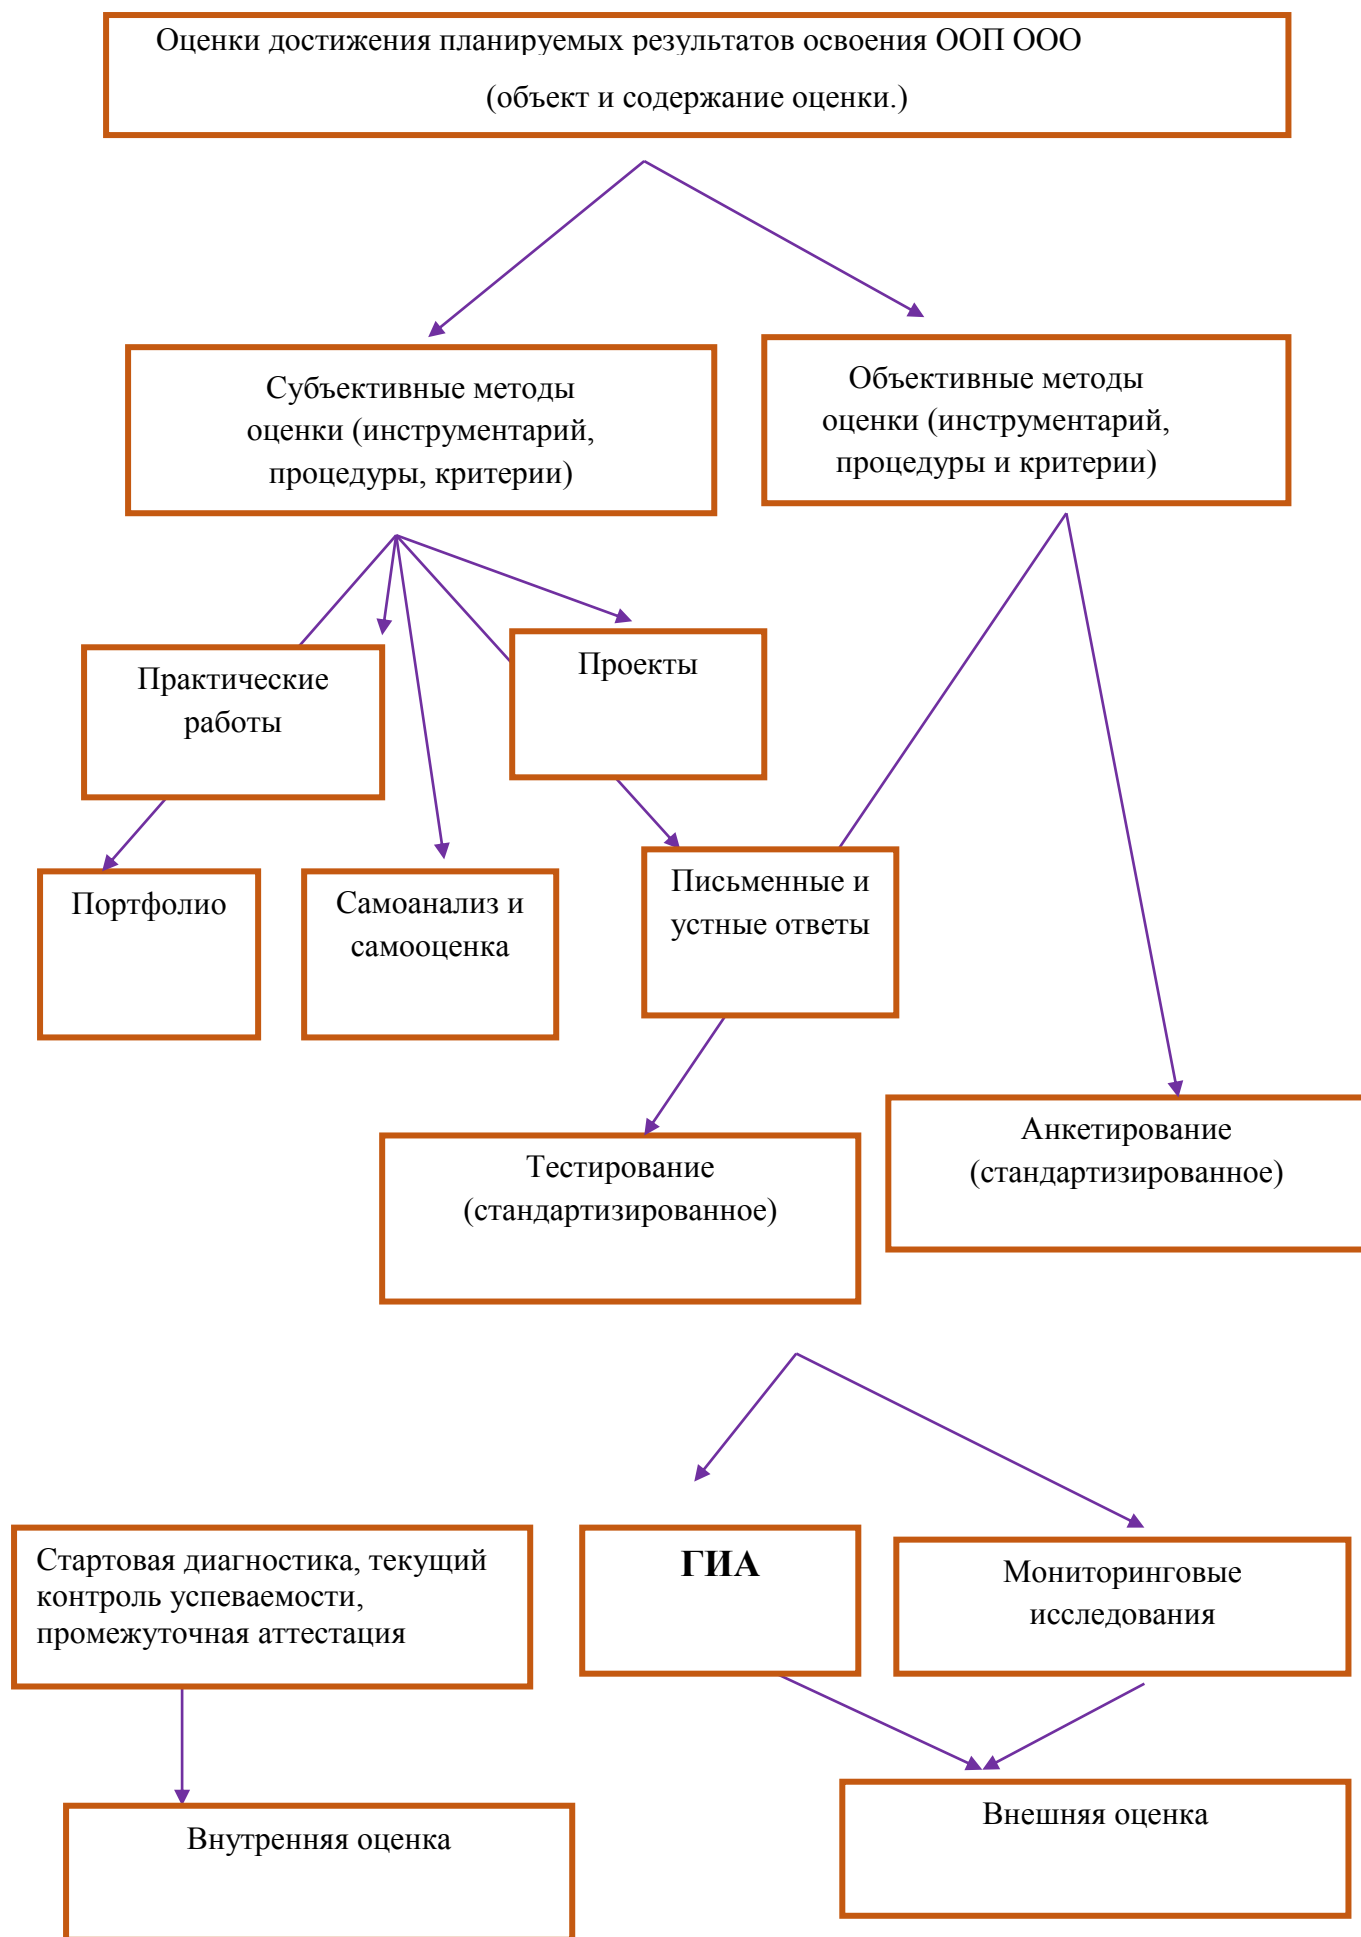 Оценки достижения планируемых результатов освоения ООП ООО
(объект и содержание оценки.)
Субъективные методы
оценки (инструментарий,
процедуры, критерии)
Объективные методы
оценки (инструментарий,
процедуры и критерии)
Практические
работы
Проекты
Портфолио
Самоанализ и
самооценка
Письменные и
устные ответы
Тестирование
(стандартизированное)
Анкетирование
(стандартизированное)
Стартовая диагностика, текущий
контроль успеваемости,
промежуточная аттестация
ГИА
Мониторинговые
исследования
Внутренняя оценка
Внешняя оценка